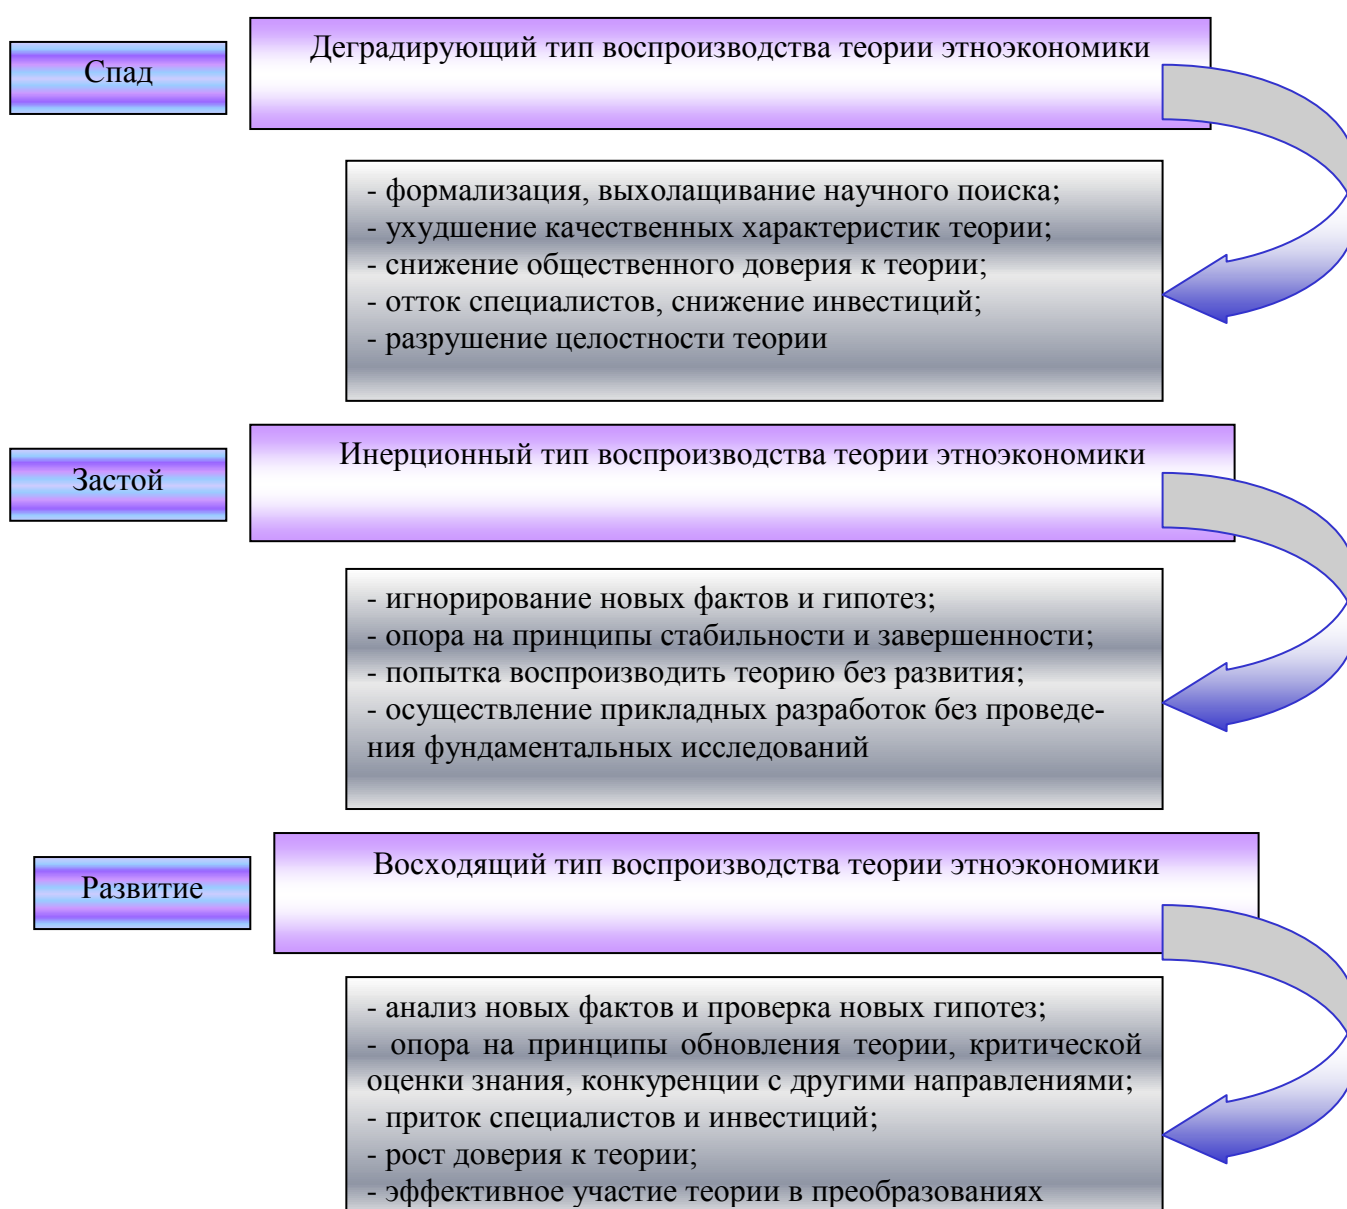 Спад
Деградирующий тип воспроизводства теории этноэкономики
- формализация, выхолащивание научного поиска;
- ухудшение качественных характеристик теории;
- снижение общественного доверия к теории;
- отток специалистов, снижение инвестиций;
- разрушение целостности теории
Застой
Инерционный тип воспроизводства теории этноэкономики
- игнорирование новых фактов и гипотез;
- опора на принципы стабильности и завершенности;
- попытка воспроизводить теорию без развития;
- осуществление прикладных разработок без проведе-
ния фундаментальных исследований
Развитие
Восходящий тип воспроизводства теории этноэкономики
- анализ новых фактов и проверка новых гипотез;
- опора на принципы обновления теории, критической
оценки знания, конкуренции с другими направлениями;
- приток специалистов и инвестиций;
- рост доверия к теории;
- эффективное участие теории в преобразованиях